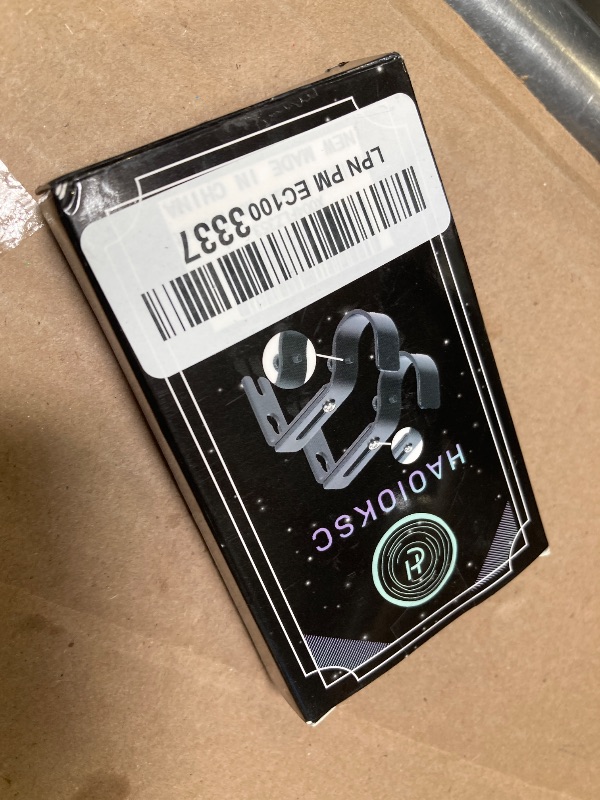 HAOIOKSC
LPN PM EC100 3337
NEW MADE IN CHINA